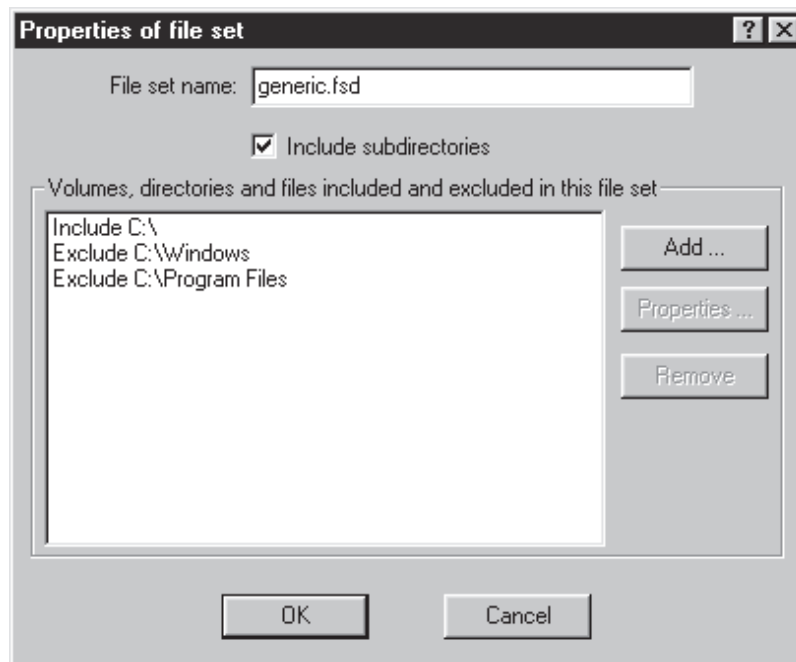 Properties of file set
File set name: generic.fsd
Include subdirectories
Volumes, directories and files included and excluded in this file set
Include C:\
Exclude C:\Windows
Exclude C:\Program Files
Add ...
Properties ...
Remove
OK
Cancel